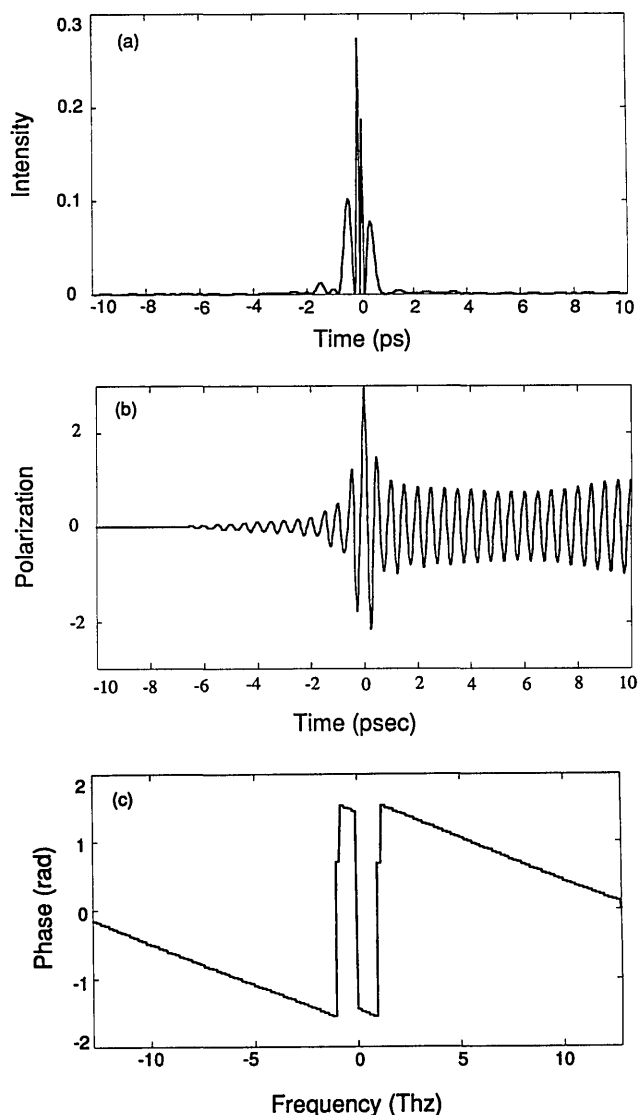 (a)
0.3
0.2
0.1
0
Intensity
-10 -8 -6 -4 -2 0 2 4 6 8 10
Time (ps)
(b)
2
0
-2
Polarization
-10 -8 -6 -4 -2 0 2 4 6 8 10
Time (psec)
(c)
2
1
0
-1
-2
Phase (rad)
-10 -5 0 5 10
Frequency (Thz)